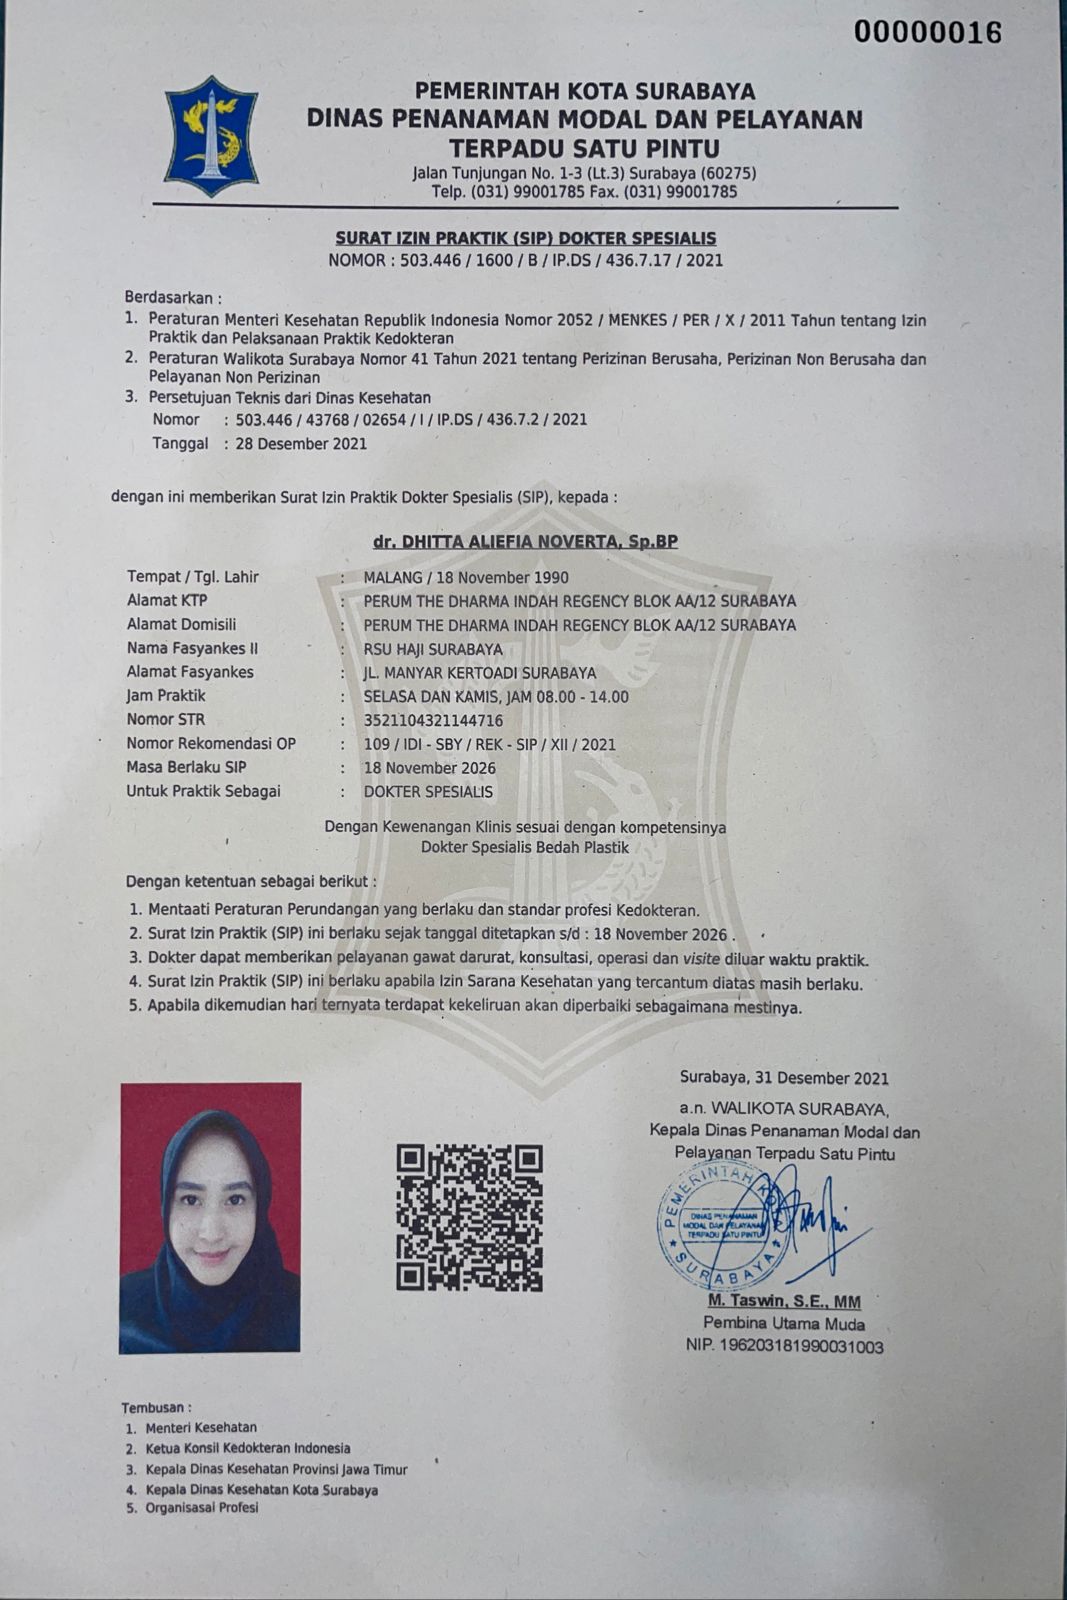 00000016
PEMERINTAH KOTA SURABAYA
DINAS PENANAMAN MODAL DAN PELAYANAN
TERPADU SATU PINTU
Jalan Tunjungan No. 1-3 (Lt.3) Surabaya (60275)
Telp. (031) 99001785 Fax. (031) 99001785
SURAT IZIN PRAKTIK (SIP) DOKTER SPESIALIS
NOMOR : 503.446 / 1600 / B / IP.DS / 436.7.17 / 2021
Berdasarkan :
1. Peraturan Menteri Kesehatan Republik Indonesia Nomor 2052 / MENKES / PER / X / 2011 Tahun tentang Izin
Praktik dan Pelaksanaan Praktik Kedokteran
2. Peraturan Walikota Surabaya Nomor 41 Tahun 2021 tentang Perizinan Berusaha, Perizinan Non Berusaha dan
Pelayanan Non Perizinan
3. Persetujuan Teknis dari Dinas Kesehatan
Nomor : 503.446 / 43768 / 02654 / I / IP.DS / 436.7.2 / 2021
Tanggal : 28 Desember 2021
dengan ini memberikan Surat Izin Praktik Dokter Spesialis (SIP), kepada :
dr. DHITTA ALIEFIA NOVERTA, Sp.BP
Tempat / Tgl. Lahir : MALANG / 18 November 1990
Alamat KTP : PERUM THE DHARMA INDAH REGENCY BLOK AA/12 SURABAYA
Alamat Domisili : PERUM THE DHARMA INDAH REGENCY BLOK AA/12 SURABAYA
Nama Fasyankes II : RSU HAJI SURABAYA
Alamat Fasyankes : JL. MANYAR KERTOADI SURABAYA
Jam Praktik : SELASA DAN KAMIS, JAM 08.00 - 14.00
Nomor STR : 3521104321144716
Nomor Rekomendasi OP : 109 / IDI - SBY / REK - SIP / XII / 2021
Masa Berlaku SIP : 18 November 2026
Untuk Praktik Sebagai : DOKTER SPESIALIS
Dengan Kewenangan Klinis sesuai dengan kompetensinya
Dokter Spesialis Bedah Plastik
Dengan ketentuan sebagai berikut :
1. Mentaati Peraturan Perundangan yang berlaku dan standar profesi Kedokteran.
2. Surat Izin Praktik (SIP) ini berlaku sejak tanggal ditetapkan s/d : 18 November 2026 .
3. Dokter dapat memberikan pelayanan gawat darurat, konsultasi, operasi dan visite diluar waktu praktik.
4. Surat Izin Praktik (SIP) ini berlaku apabila Izin Sarana Kesehatan yang tercantum diatas masih berlaku.
5. Apabila dikemudian hari ternyata terdapat kekeliruan akan diperbaiki sebagaimana mestinya.
Surabaya, 31 Desember 2021
a.n. WALIKOTA SURABAYA,
Kepala Dinas Penanaman Modal dan
Pelayanan Terpadu Satu Pintu
PEMERINTAH KOTA
DINAS PENANAMAN
MODAL DAN PELAYANAN
TERPADU SATU PINTU
SURABAYA
M. Taswin, S.E., MM
Pembina Utama Muda
NIP. 196203181990031003
Tembusan :
1. Menteri Kesehatan
2. Ketua Konsil Kedokteran Indonesia
3. Kepala Dinas Kesehatan Provinsi Jawa Timur
4. Kepala Dinas Kesehatan Kota Surabaya
5. Organisasai Profesi